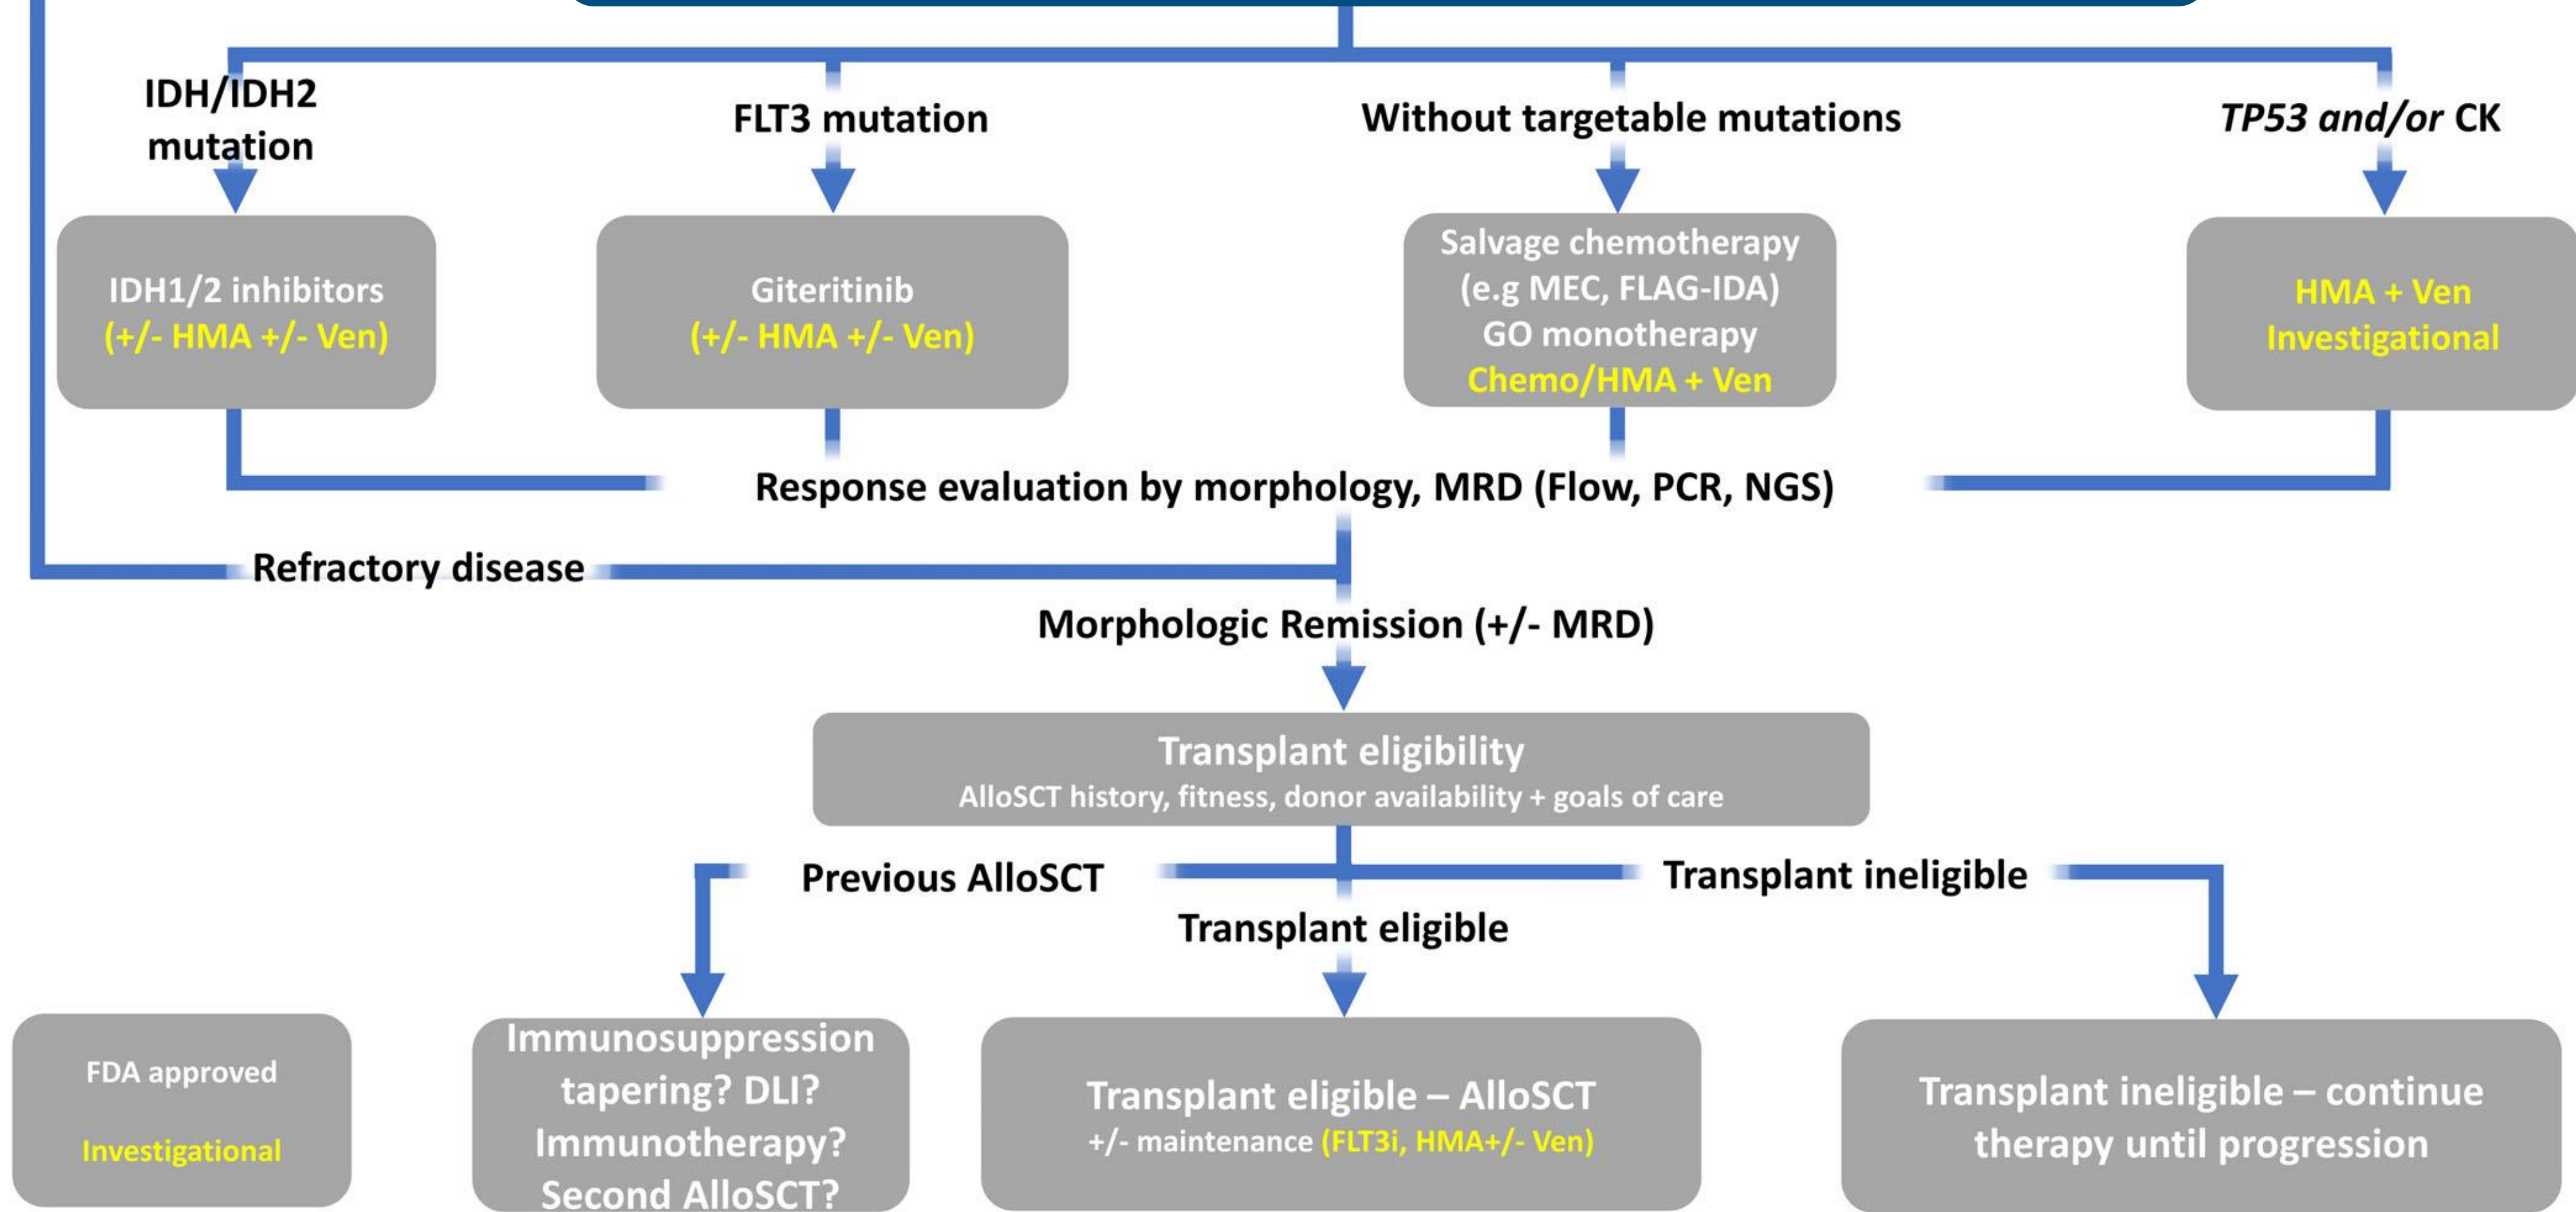 IDH/IDH2
mutation
FLT3 mutation
Without targetable mutations
TP53 and/or CK
IDH1/2 inhibitors
(+/- HMA +/- Ven)
Giteritinib
(+/- HMA +/- Ven)
Salvage chemotherapy
(e.g MEC, FLAG-IDA)
GO monotherapy
Chemo/HMA + Ven
HMA + Ven
Investigational
Response evaluation by morphology, MRD (Flow, PCR, NGS)
Refractory disease
Morphologic Remission (+/- MRD)
Transplant eligibility
AlloSCT history, fitness, donor availability + goals of care
Previous AlloSCT
Transplant eligible
Transplant ineligible
FDA approved
Investigational
Immunosuppression
tapering? DLI?
Immunotherapy?
Second AlloSCT?
Transplant eligible – AlloSCT
+/- maintenance (FLT3i, HMA+/- Ven)
Transplant ineligible – continue
therapy until progression